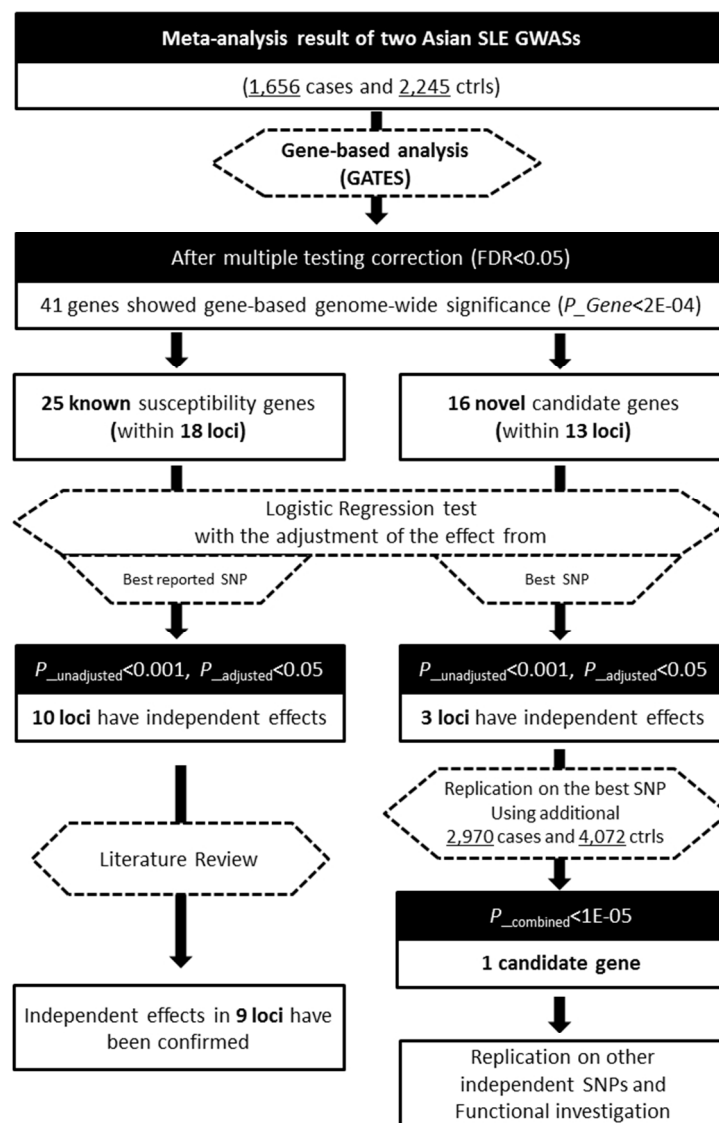 Meta-analysis result of two Asian SLE GWASs
(1,656 cases and 2,245 ctrls)
Gene-based analysis
(GATES)
After multiple testing correction (FDR<0.05)
41 genes showed gene-based genome-wide significance (P_Gene<2E-04)
25 known susceptibility genes
(within 18 loci)
16 novel candidate genes
(within 13 loci)
Logistic Regression test
with the adjustment of the effect from
Best reported SNP
Best SNP
P_unadjusted<0.001, P_adjusted<0.05
10 loci have independent effects
P_unadjusted<0.001, P_adjusted<0.05
3 loci have independent effects
Literature Review
Replication on the best SNP
Using additional
2,970 cases and 4,072 ctrls
P_combined<1E-05
1 candidate gene
Independent effects in 9 loci have
been confirmed
Replication on other
independent SNPs and
Functional investigation